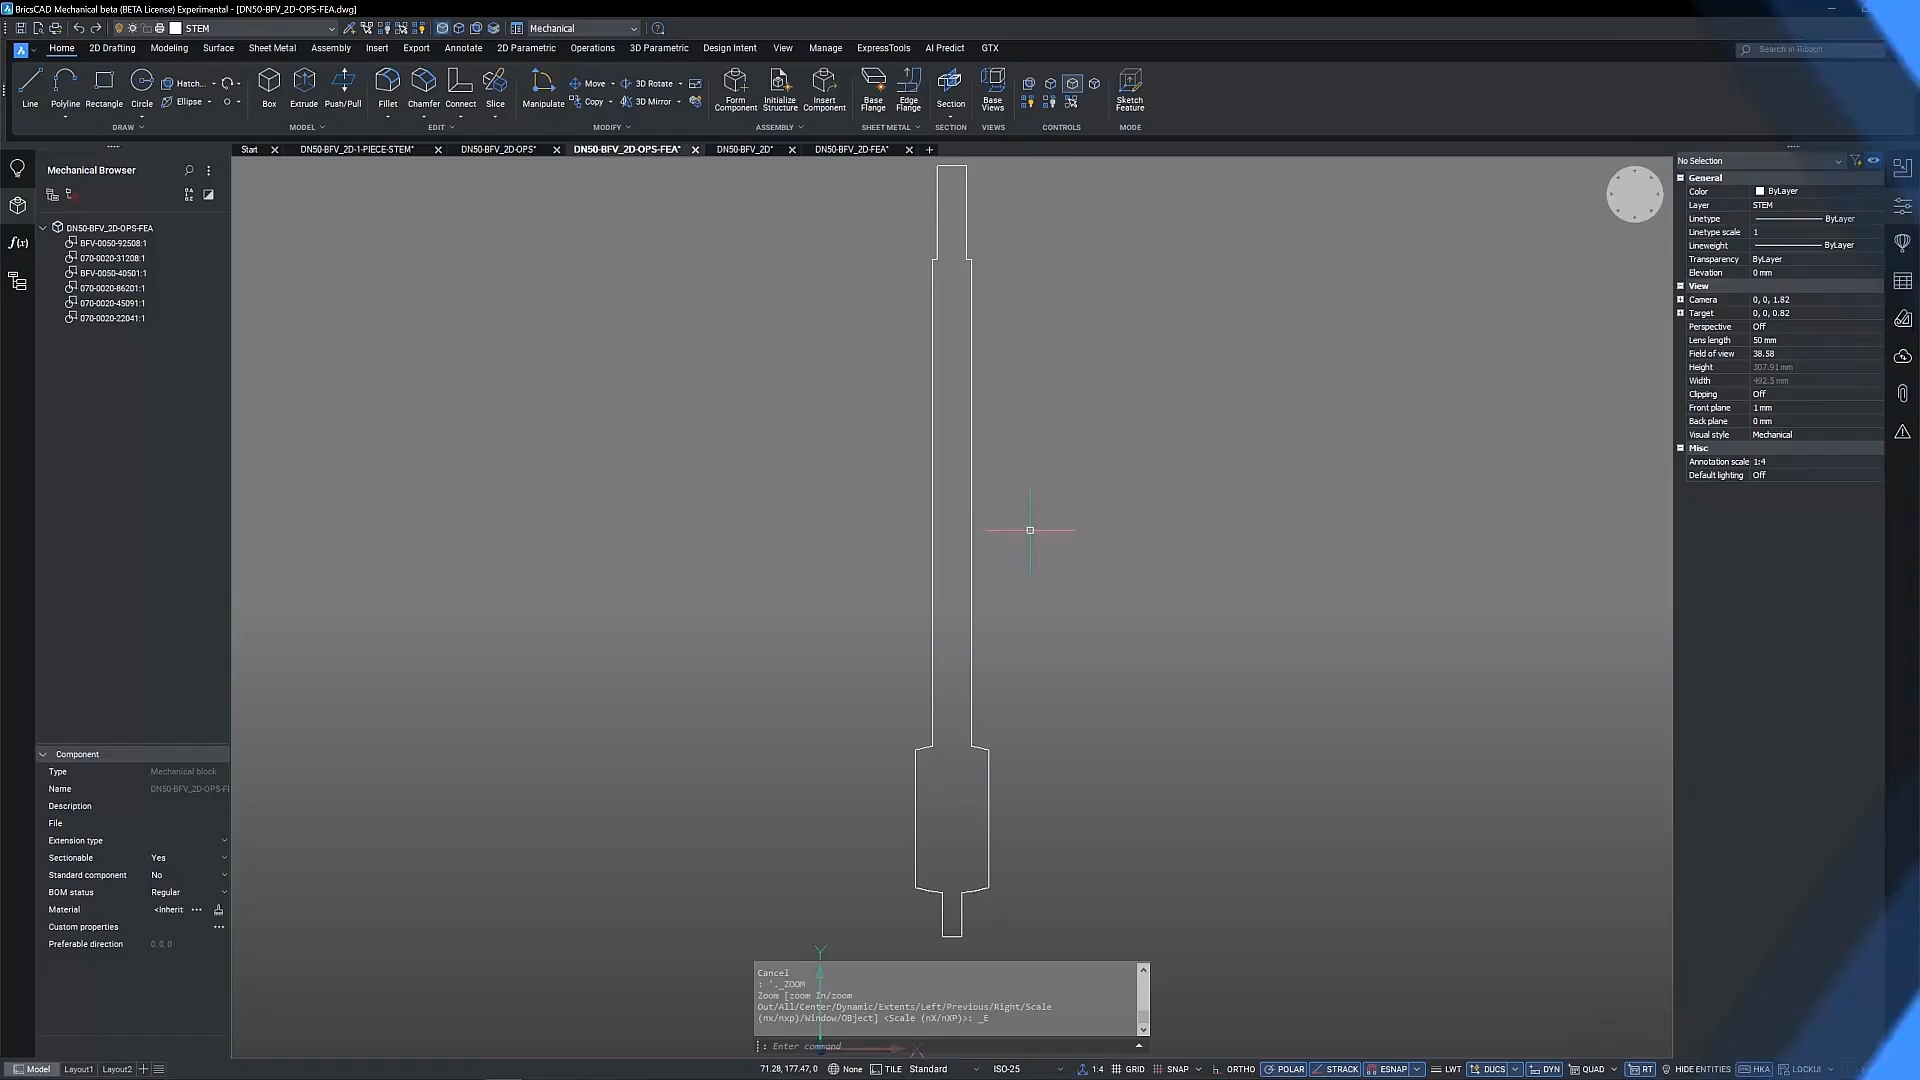 BricsCAD Mechanical beta (BETA License) Experimental - [DN50-BFV_2D-OPS-FEA.dwg]
STEM
Mechanical
Home 2D Drafting Modeling Surface Sheet Metal Assembly Insert Export Annotate 2D Parametric Operations 3D Parametric Design Intent View Manage ExpressTools AI Predict GTX
Search in Ribbon
Line Polyline Rectangle Circle Hatch... Ellipse
Box Extrude Push/Pull
Fillet Chamfer Connect Slice
Manipulate Move Copy 3D Rotate 3D Mirror
Form Component Initialize Structure Insert Component
Base Flange Edge Flange
Section
Base Views
Sketch Feature
DRAW MODEL EDIT MODIFY ASSEMBLY SHEET METAL SECTION VIEWS CONTROLS MODE
Start DN50-BFV_2D-1-PIECE-STEM* DN50-BFV_2D-OPS* DN50-BFV_2D-OPS-FEA* DN50-BFV_2D* DN50-BFV_2D-FEA*
Mechanical Browser
DN50-BFV_2D-OPS-FEA
BFV-0050-92508:1
070-0020-31208:1
BFV-0050-40501:1
070-0020-86201:1
070-0020-45091:1
070-0020-22041:1
f(x)
Component
Type Mechanical block
Name DN50-BFV_2D-OPS-FI
Description
File
Extension type
Sectionable Yes
Standard component No
BOM status Regular
Material <Inherit
Custom properties
Preferable direction 0, 0, 0
No Selection
General
Color ByLayer
Layer STEM
Linetype ByLayer
Linetype scale 1
Lineweight ByLayer
Transparency ByLayer
Elevation 0 mm
View
Camera 0, 0, 1.82
Target 0, 0, 0.82
Perspective Off
Lens length 50 mm
Field of view 38.58
Height 307.91 mm
Width 492.5 mm
Clipping Off
Front plane 1 mm
Back plane 0 mm
Visual style Mechanical
Misc
Annotation scale 1:4
Default lighting Off
Y
X
Cancel
: '._ZOOM
Zoom [zoom In/zoom
Out/All/Center/Dynamic/Extents/Left/Previous/Right/Scale
(nx/nxp)/Window/OBject] <Scale (nX/nXP)>: _E
: Enter command
Model Layout1 Layout2
71.28, 177.47, 0 None TILE Standard ISO-25 1:4 GRID SNAP ORTHO POLAR STRACK ESNAP LWT DUCS DYN QUAD RT HIDE ENTITIES HKA LOCKUI